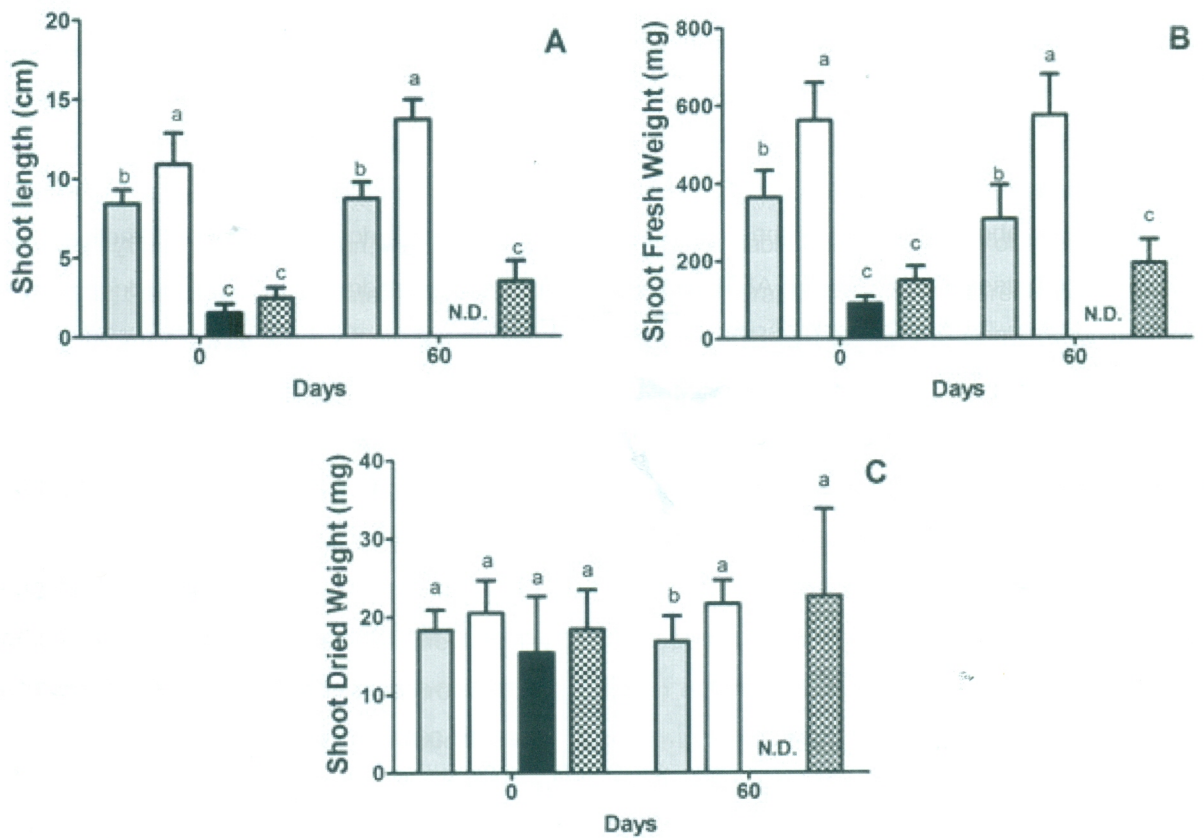 A
Shoot length (cm)
20
15
10
5
0
b
a
c
c
b
a
N.D.
c
0
60
Days
B
Shoot Fresh Weight (mg)
800
600
400
200
0
b
a
c
c
b
a
N.D.
c
0
60
Days
C
Shoot Dried Weight (mg)
40
30
20
10
0
a
a
a
a
b
a
N.D.
a
0
60
Days